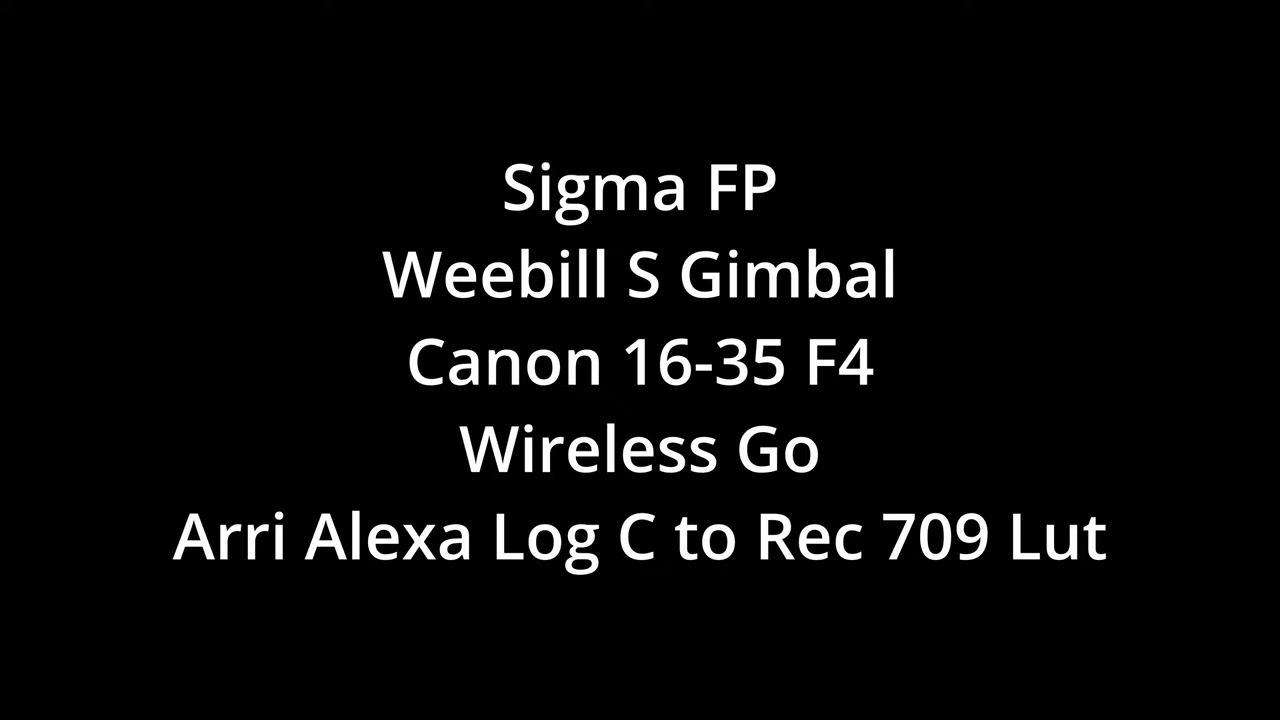 Sigma FP
Weebill S Gimbal
Canon 16-35 F4
Wireless Go
Arri Alexa Log C to Rec 709 Lut